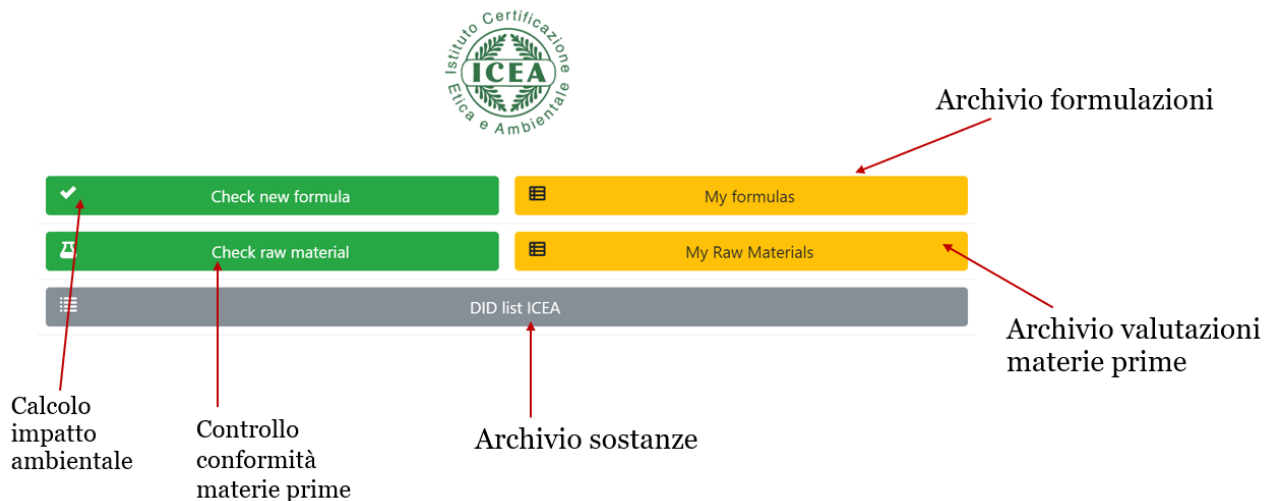 Istituto Certificazione
ICEA
Etica e Ambientale
Archivio formulazioni
Check new formula
My formulas
Check raw material
My Raw Materials
DID list ICEA
Archivio valutazioni
materie prime
Calcolo
impatto
ambientale
Controllo
conformità
materie prime
Archivio sostanze